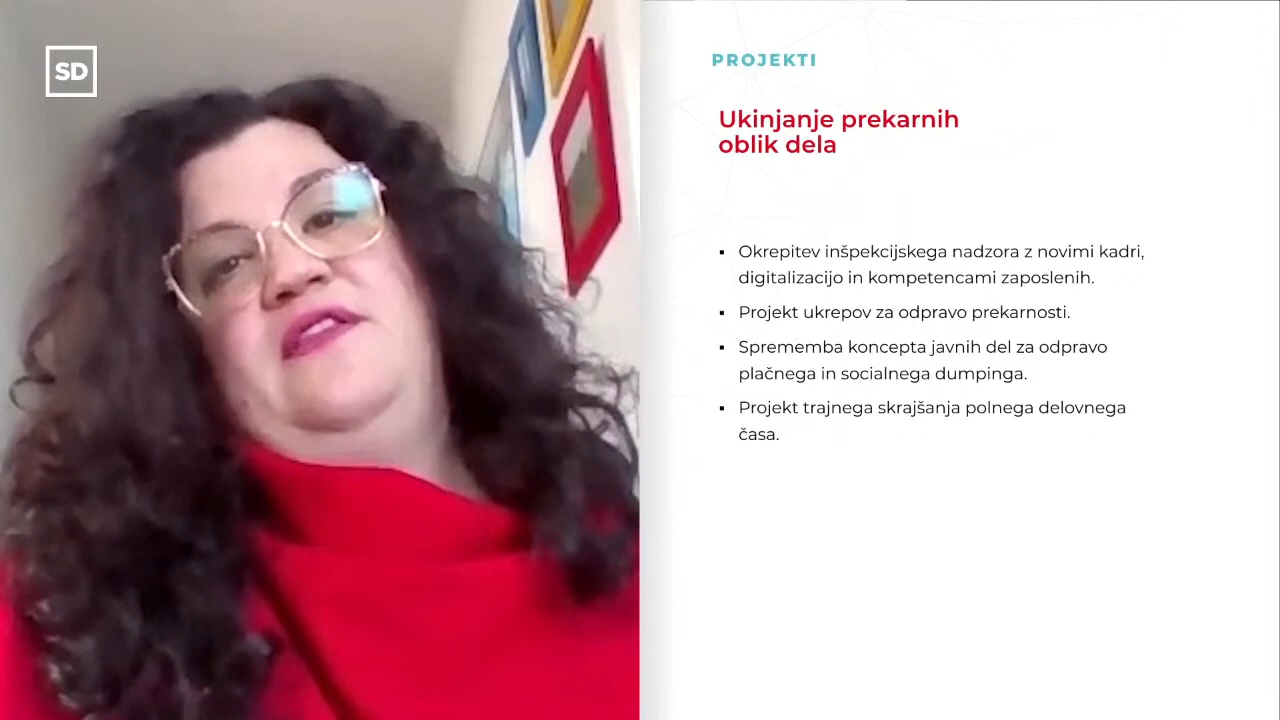 SD
PROJEKTI
Ukinjanje prekarnih
oblik dela
▪ Okrepitev inšpekcijskega nadzora z novimi kadri,
digitalizacijo in kompetencami zaposlenih.
▪ Projekt ukrepov za odpravo prekarnosti.
▪ Sprememba koncepta javnih del za odpravo
plačnega in socialnega dumpinga.
▪ Projekt trajnega skrajšanja polnega delovnega
časa.